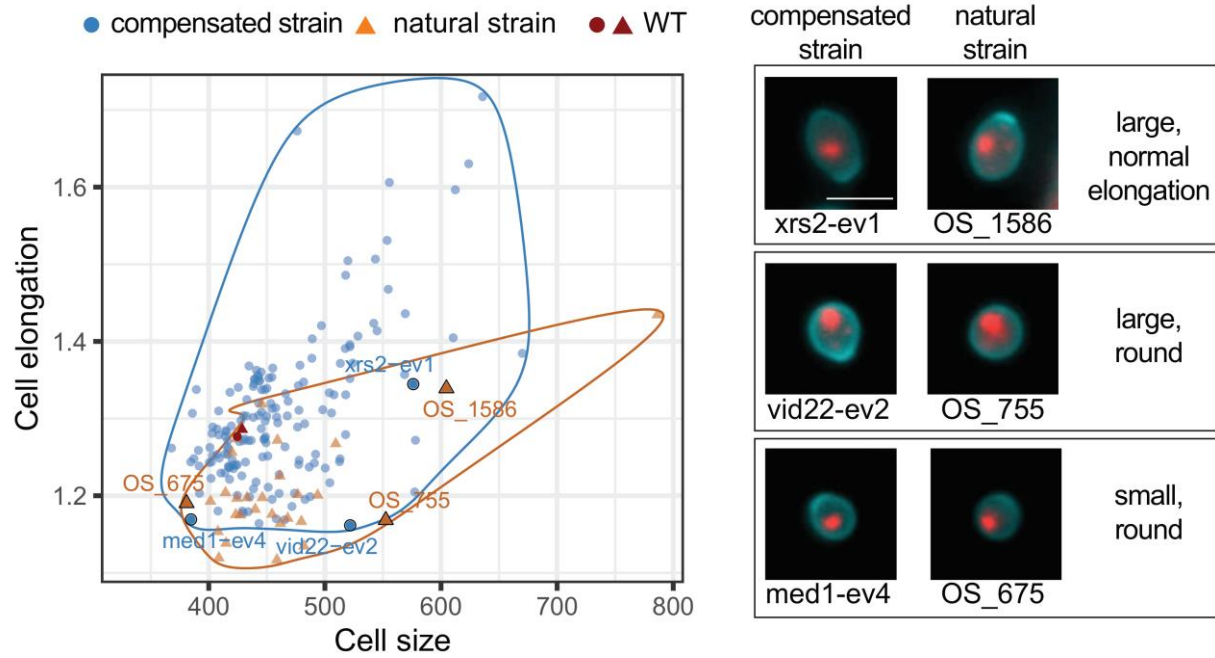 compensated strain natural strain WT
Cell elongation
1.6
1.4
1.2
400 500 600 700 800
Cell size
xrs2−ev1
OS_1586
OS_675
OS_755
med1−ev4
vid22−ev2
compensated strain
natural strain
xrs2-ev1 OS_1586
large,
normal
elongation
vid22-ev2 OS_755
large,
round
med1-ev4 OS_675
small,
round